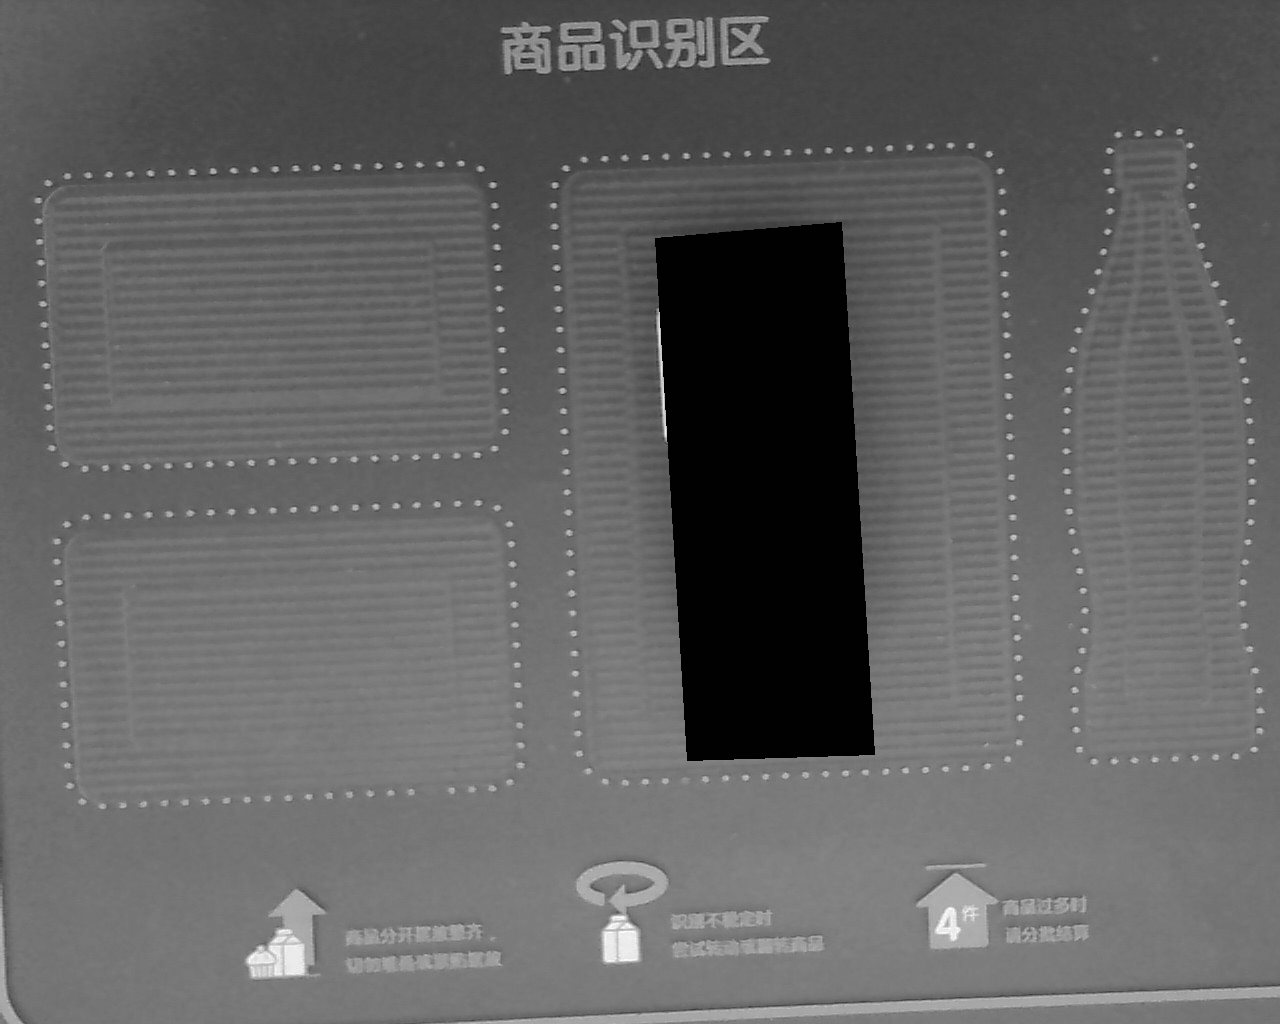 商品识别区
商品分开摆放整齐，
切勿堆叠或紧贴摆放
识别不稳定时
尝试转动或翻转商品
4件
商品过多时
请分批结算